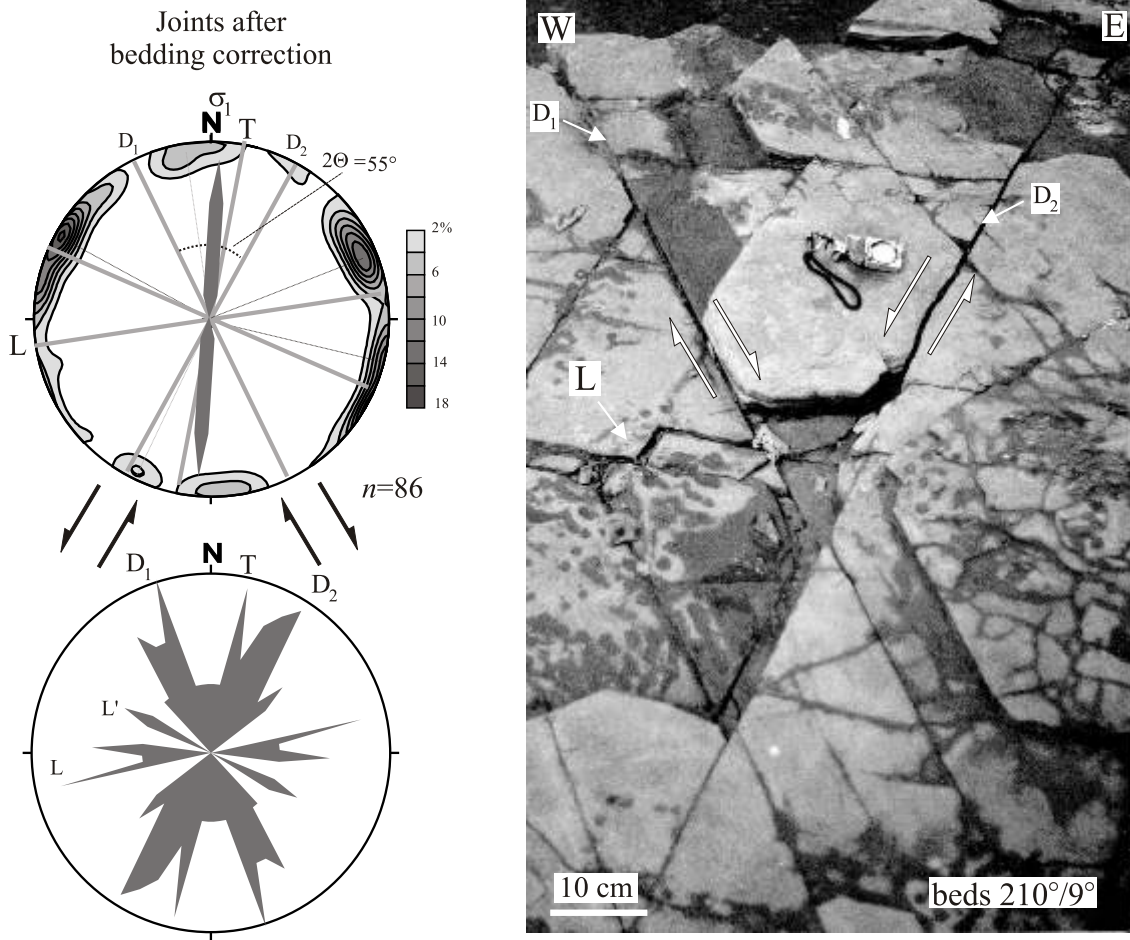 Joints after
bedding correction
σ1
N
T
D1
D2
2Θ =55°
2%
6
10
14
18
L
n=86
N
D1
T
D2
L'
L
W
E
D1
D2
L
10 cm
beds 210°/9°